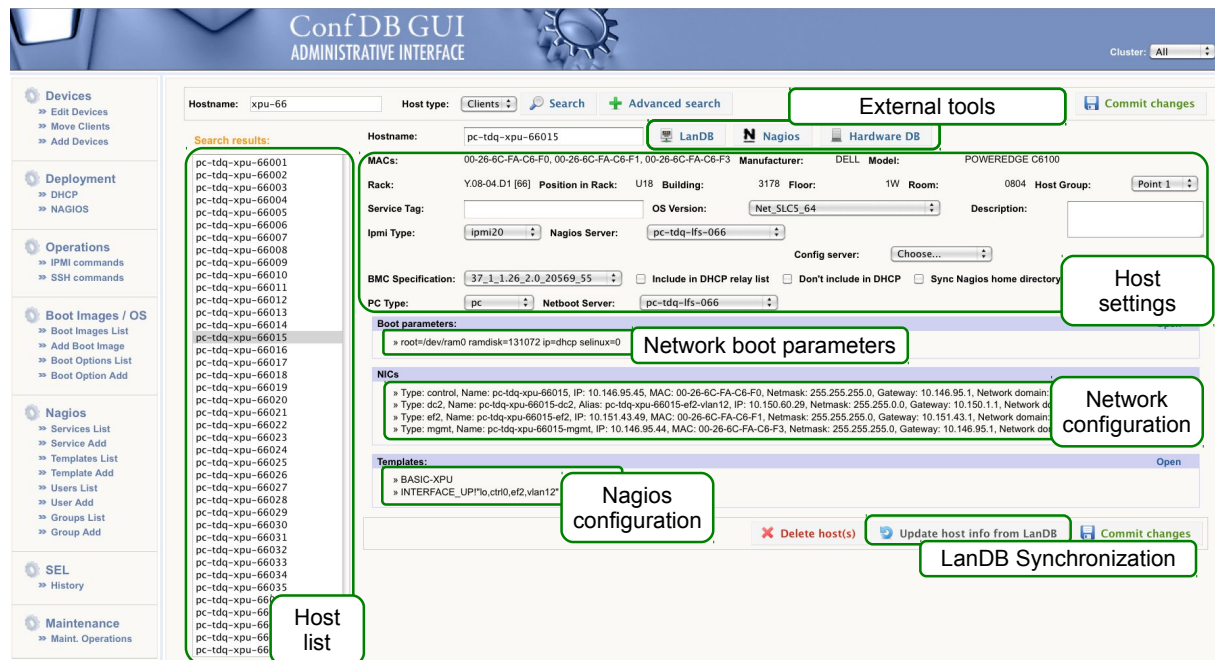 ConfDB GUI
ADMINISTRATIVE INTERFACE
Cluster: All
Devices
» Edit Devices
» Move Clients
» Add Devices
Deployment
» DHCP
» NAGIOS
Operations
» IPMI commands
» SSH commands
Boot Images / OS
» Boot Images List
» Add Boot Image
» Boot Options List
» Boot Option Add
Nagios
» Services List
» Service Add
» Templates List
» Template Add
» Users List
» User Add
» Groups List
» Group Add
SEL
» History
Maintenance
» Maint. Operations
Hostname: xpu-66 Host type: Clients Search Advanced search
External tools
Commit changes
Search results:
pc-tdq-xpu-66001
pc-tdq-xpu-66002
pc-tdq-xpu-66003
pc-tdq-xpu-66004
pc-tdq-xpu-66005
pc-tdq-xpu-66006
pc-tdq-xpu-66007
pc-tdq-xpu-66008
pc-tdq-xpu-66009
pc-tdq-xpu-66010
pc-tdq-xpu-66011
pc-tdq-xpu-66012
pc-tdq-xpu-66013
pc-tdq-xpu-66014
pc-tdq-xpu-66015
pc-tdq-xpu-66016
pc-tdq-xpu-66017
pc-tdq-xpu-66018
pc-tdq-xpu-66019
pc-tdq-xpu-66020
pc-tdq-xpu-66021
pc-tdq-xpu-66022
pc-tdq-xpu-66023
pc-tdq-xpu-66024
pc-tdq-xpu-66025
pc-tdq-xpu-66026
pc-tdq-xpu-66027
pc-tdq-xpu-66028
pc-tdq-xpu-66029
pc-tdq-xpu-66030
pc-tdq-xpu-66031
pc-tdq-xpu-66032
pc-tdq-xpu-66033
pc-tdq-xpu-66034
pc-tdq-xpu-66035
Host
list
Hostname: pc-tdq-xpu-66015 LanDB Nagios Hardware DB
MACs: 00-26-6C-FA-C6-F0, 00-26-6C-FA-C6-F1, 00-26-6C-FA-C6-F3 Manufacturer: DELL Model: POWEREDGE C6100
Rack: Y.08-04.D1 [66] Position in Rack: U18 Building: 3178 Floor: 1W Room: 0804 Host Group: Point 1
Service Tag: OS Version: Net_SLC5_64 Description:
Ipmi Type: ipmi20 Nagios Server: pc-tdq-lfs-066
Config server: Choose...
BMC Specification: 37_1_1.26_2.0_20569_55 Include in DHCP relay list Don't include in DHCP Sync Nagios home directory
PC Type: pc Netboot Server: pc-tdq-lfs-066
Host
settings
Boot parameters:
» root=/dev/ram0 ramdisk=131072 ip=dhcp selinux=0
Network boot parameters
NICs
» Type: control, Name: pc-tdq-xpu-66015, IP: 10.146.95.45, MAC: 00-26-6C-FA-C6-F0, Netmask: 255.255.255.0, Gateway: 10.146.95.1, Network domain:
» Type: dc2, Name: pc-tdq-xpu-66015-dc2, Alias: pc-tdq-xpu-66015-ef2-vlan12, IP: 10.150.60.29, Netmask: 255.255.0.0, Gateway: 10.150.1.1, Network
» Type: ef2, Name: pc-tdq-xpu-66015-ef2, IP: 10.151.43.49, MAC: 00-26-6C-FA-C6-F1, Netmask: 255.255.255.0, Gateway: 10.151.43.1, Network
» Type: mgmt, Name: pc-tdq-xpu-66015-mgmt, IP: 10.146.95.44, MAC: 00-26-6C-FA-C6-F3, Netmask: 255.255.255.0, Gateway: 10.146.95.1, Network
Network
configuration
Templates: Open
» BASIC-XPU
» INTERFACE_UP!"lo,ctrl0,ef2,vlan12"
Nagios
configuration
Delete host(s) Update host info from LanDB Commit changes
LanDB Synchronization